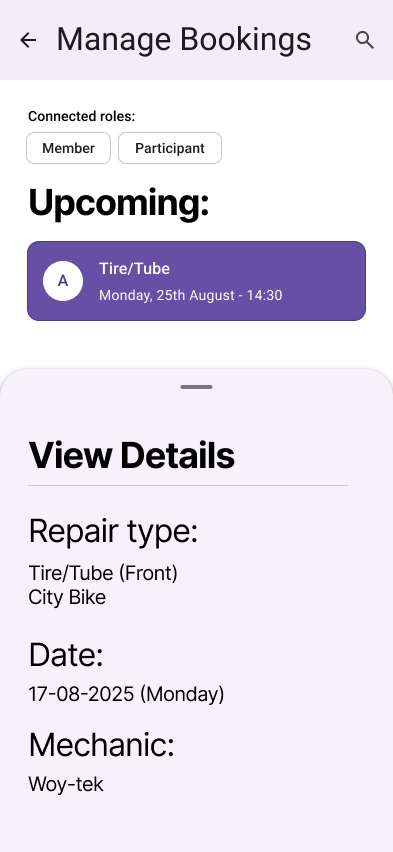 Manage Bookings
Connected roles:
Member
Participant
Upcoming:
A
Tire/Tube
Monday, 25th August - 14:30
View Details
Repair type:
Tire/Tube (Front)
City Bike
Date:
17-08-2025 (Monday)
Mechanic:
Woy-tek